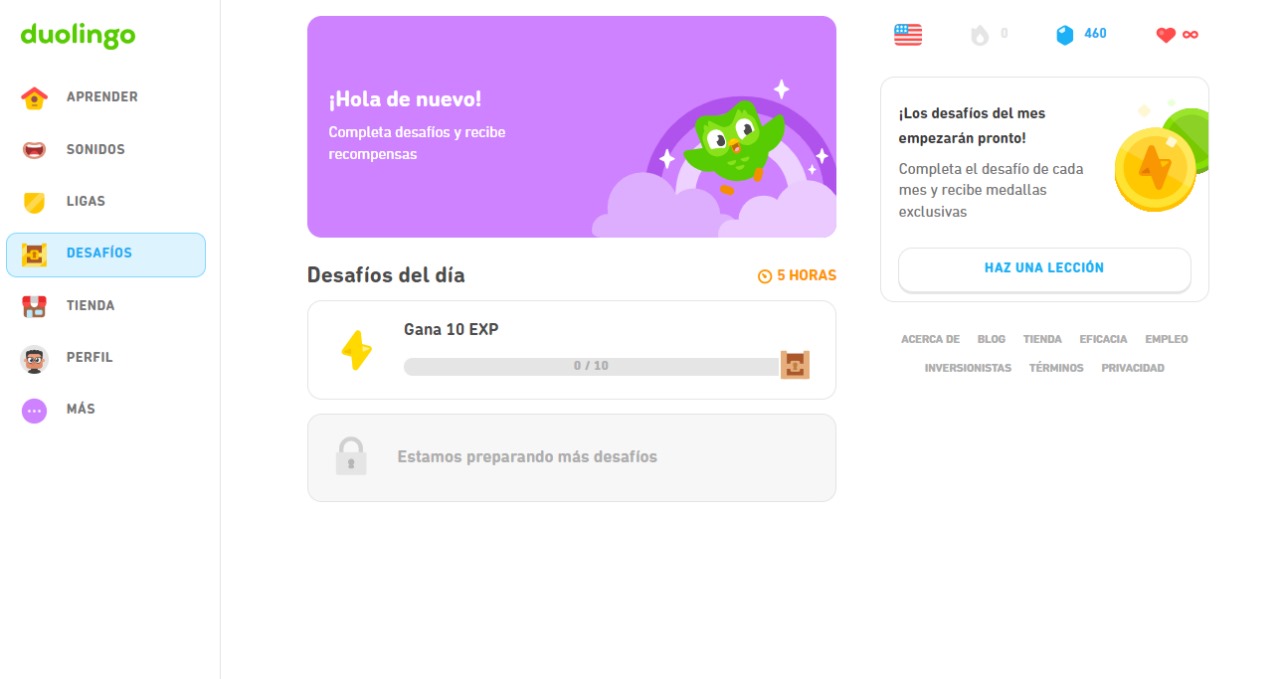 duolingo
APRENDER
SONIDOS
LIGAS
DESAFÍOS
TIENDA
PERFIL
MÁS
¡Hola de nuevo!
Completa desafíos y recibe
recompensas
Desafíos del día
5 HORAS
Gana 10 EXP
0 / 10
Estamos preparando más desafíos
0
460
∞
¡Los desafíos del mes
empezarán pronto!
Completa el desafío de cada
mes y recibe medallas
exclusivas
HAZ UNA LECCIÓN
ACERCA DE BLOG TIENDA EFICACIA EMPLEO
INVERSIONISTAS TÉRMINOS PRIVACIDAD